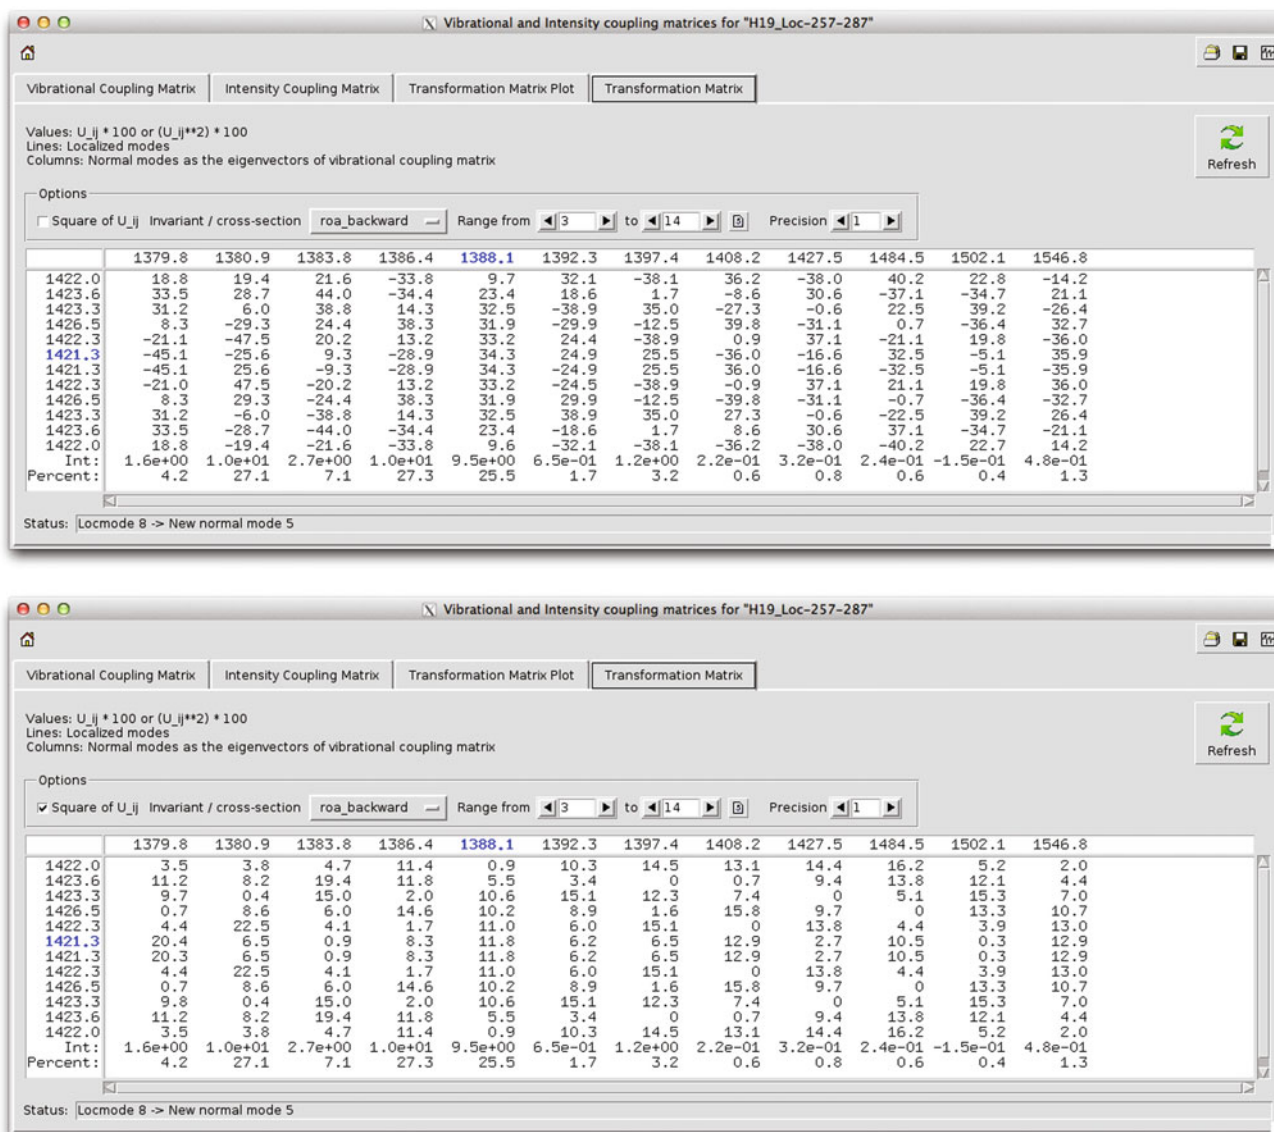 Vibrational and Intensity coupling matrices for "H19_Loc-257-287"
Vibrational Coupling Matrix Intensity Coupling Matrix Transformation Matrix Plot Transformation Matrix
Values: U_ij * 100 or (U_ij**2) * 100
Lines: Localized modes
Columns: Normal modes as the eigenvectors of vibrational coupling matrix
Refresh
Options
Square of U_ij Invariant / cross-section roa_backward Range from 3 to 14 Precision 1
1379.8 1380.9 1383.8 1386.4 1388.1 1392.3 1397.4 1408.2 1427.5 1484.5 1502.1 1546.8
1422.0 18.8 19.4 21.6 -33.8 9.7 32.1 -38.1 36.2 -38.0 40.2 22.8 -14.2
1423.6 33.5 28.7 44.0 -34.4 23.4 18.6 1.7 -8.6 30.6 -37.1 -34.7 21.1
1423.3 31.2 6.0 38.8 14.3 32.5 -38.9 35.0 -27.3 -0.6 22.5 39.2 -26.4
1426.5 8.3 -29.3 24.4 38.3 31.9 -29.9 -12.5 39.8 -31.1 0.7 -36.4 32.7
1422.3 -21.1 -47.5 20.2 13.2 33.2 24.4 -38.9 0.9 37.1 -21.1 19.8 -36.0
1421.3 -45.1 -25.6 9.3 -28.9 34.3 24.9 25.5 -36.0 -16.6 32.5 -5.1 35.9
1421.3 -45.1 25.6 -9.3 -28.9 34.3 -24.9 25.5 36.0 -16.6 -32.5 -5.1 -35.9
1422.3 -21.0 47.5 -20.2 13.2 33.2 -24.5 -38.9 -0.9 37.1 21.1 19.8 36.0
1426.5 8.3 29.3 -24.4 38.3 31.9 29.9 -12.5 -39.8 -31.1 -0.7 -36.4 -32.7
1423.3 31.2 -6.0 -38.8 14.3 32.5 38.9 35.0 27.3 -0.6 -22.5 39.2 26.4
1423.6 33.5 -28.7 -44.0 -34.4 23.4 -18.6 1.7 8.6 30.6 37.1 -34.7 -21.1
1422.0 18.8 -19.4 -21.6 -33.8 9.6 -32.1 -38.1 -36.2 -38.0 -40.2 22.7 14.2
Int: 1.6e+00 1.0e+01 2.7e+00 1.0e+01 9.5e+00 6.5e-01 1.2e+00 2.2e-01 3.2e-01 2.4e-01 -1.5e-01 4.8e-01
Percent: 4.2 27.1 7.1 27.3 25.5 1.7 3.2 0.6 0.8 0.6 0.4 1.3
Status: Locmode 8 -> New normal mode 5
Vibrational and Intensity coupling matrices for "H19_Loc-257-287"
Vibrational Coupling Matrix Intensity Coupling Matrix Transformation Matrix Plot Transformation Matrix
Values: U_ij * 100 or (U_ij**2) * 100
Lines: Localized modes
Columns: Normal modes as the eigenvectors of vibrational coupling matrix
Refresh
Options
Square of U_ij Invariant / cross-section roa_backward Range from 3 to 14 Precision 1
1379.8 1380.9 1383.8 1386.4 1388.1 1392.3 1397.4 1408.2 1427.5 1484.5 1502.1 1546.8
1422.0 3.5 3.8 4.7 11.4 0.9 10.3 14.5 13.1 14.4 16.2 5.2 2.0
1423.6 11.2 8.2 19.4 11.8 5.5 3.4 0 0.7 9.4 13.8 12.1 4.4
1423.3 9.7 0.4 15.0 2.0 10.6 15.1 12.3 7.4 0 5.1 15.3 7.0
1426.5 0.7 8.6 6.0 14.6 10.2 8.9 1.6 15.8 9.7 0 13.3 10.7
1422.3 4.4 22.5 4.1 1.7 11.0 6.0 15.1 0 13.8 4.4 3.9 13.0
1421.3 20.4 6.5 0.9 8.3 11.8 6.2 6.5 12.9 2.7 10.5 0.3 12.9
1421.3 20.3 6.5 0.9 8.3 11.8 6.2 6.5 12.9 2.7 10.5 0.3 12.9
1422.3 4.4 22.5 4.1 1.7 11.0 6.0 15.1 0 13.8 4.4 3.9 13.0
1426.5 0.7 8.6 6.0 14.6 10.2 8.9 1.6 15.8 9.7 0 13.3 10.7
1423.3 9.8 0.4 15.0 2.0 10.6 15.1 12.3 7.4 0 5.1 15.3 7.0
1423.6 11.2 8.2 19.4 11.8 5.5 3.4 0 0.7 9.4 13.8 12.1 4.4
1422.0 3.5 3.8 4.7 11.4 0.9 10.3 14.5 13.1 14.4 16.2 5.2 2.0
Int: 1.6e+00 1.0e+01 2.7e+00 1.0e+01 9.5e+00 6.5e-01 1.2e+00 2.2e-01 3.2e-01 2.4e-01 -1.5e-01 4.8e-01
Percent: 4.2 27.1 7.1 27.3 25.5 1.7 3.2 0.6 0.8 0.6 0.4 1.3
Status: Locmode 8 -> New normal mode 5